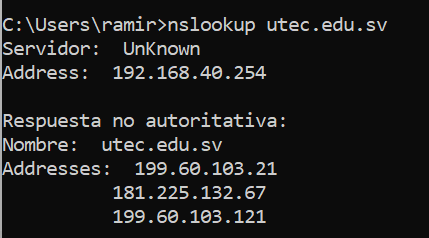 C:\Users\ramir>nslookup utec.edu.sv
Servidor:  UnKnown
Address:  192.168.40.254

Respuesta no autoritativa:
Nombre:  utec.edu.sv
Addresses:  199.60.103.21
          181.225.132.67
          199.60.103.121